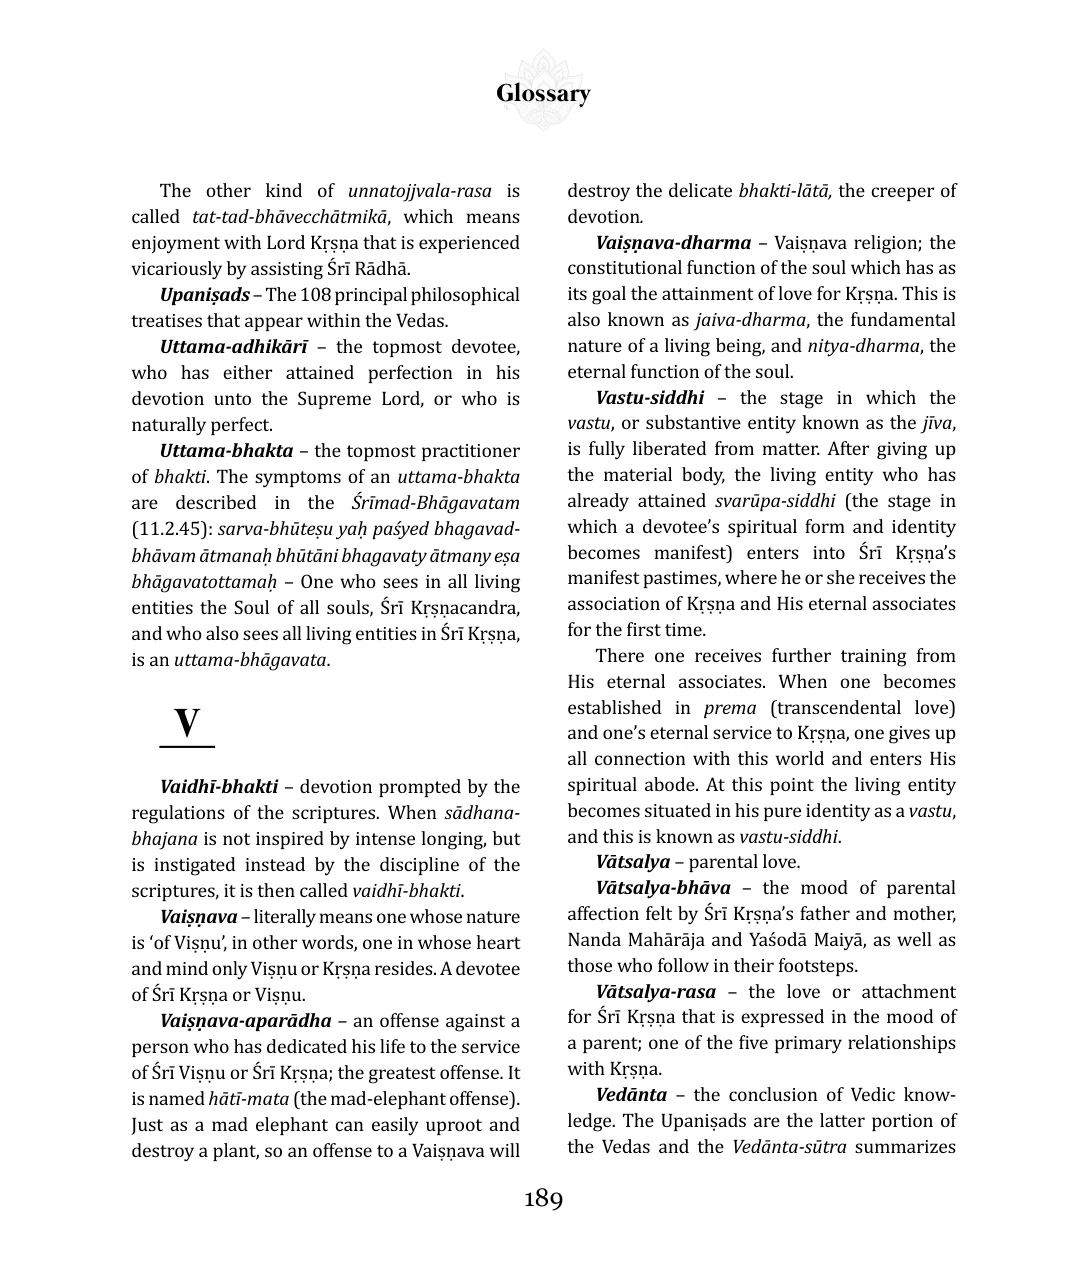 Glossary
The other kind of unnatojjvala-rasa is
called tat-tad-bhāvecchātmikā, which means
enjoyment with Lord Kṛṣṇa that is experienced
vicariously by assisting Śrī Rādhā.
Upaniṣads – The 108 principal philosophical
treatises that appear within the Vedas.
Uttama-adhikārī – the topmost devotee,
who has either attained perfection in his
devotion unto the Supreme Lord, or who is
naturally perfect.
Uttama-bhakta – the topmost practitioner
of bhakti. The symptoms of an uttama-bhakta
are described in the Śrīmad-Bhāgavatam
(11.2.45): sarva-bhūteṣu yaḥ paśyed bhagavad-
bhāvam ātmanaḥ bhūtāni bhagavaty ātmany eṣa
bhāgavatottamaḥ – One who sees in all living
entities the Soul of all souls, Śrī Kṛṣṇacandra,
and who also sees all living entities in Śrī Kṛṣṇa,
is an uttama-bhāgavata.
V
Vaidhī-bhakti – devotion prompted by the
regulations of the scriptures. When sādhana-
bhajana is not inspired by intense longing, but
is instigated instead by the discipline of the
scriptures, it is then called vaidhī-bhakti.
Vaiṣṇava – literally means one whose nature
is ‘of Viṣṇu’, in other words, one in whose heart
and mind only Viṣṇu or Kṛṣṇa resides. A devotee
of Śrī Kṛṣṇa or Viṣṇu.
Vaiṣṇava-aparādha – an offense against a
person who has dedicated his life to the service
of Śrī Viṣṇu or Śrī Kṛṣṇa; the greatest offense. It
is named hātī-mata (the mad-elephant offense).
Just as a mad elephant can easily uproot and
destroy a plant, so an offense to a Vaiṣṇava will
destroy the delicate bhakti-lātā, the creeper of
devotion.
Vaiṣṇava-dharma – Vaiṣṇava religion; the
constitutional function of the soul which has as
its goal the attainment of love for Kṛṣṇa. This is
also known as jaiva-dharma, the fundamental
nature of a living being, and nitya-dharma, the
eternal function of the soul.
Vastu-siddhi – the stage in which the
vastu, or substantive entity known as the jīva,
is fully liberated from matter. After giving up
the material body, the living entity who has
already attained svarūpa-siddhi (the stage in
which a devotee’s spiritual form and identity
becomes manifest) enters into Śrī Kṛṣṇa’s
manifest pastimes, where he or she receives the
association of Kṛṣṇa and His eternal associates
for the first time.
There one receives further training from
His eternal associates. When one becomes
established in prema (transcendental love)
and one’s eternal service to Kṛṣṇa, one gives up
all connection with this world and enters His
spiritual abode. At this point the living entity
becomes situated in his pure identity as a vastu,
and this is known as vastu-siddhi.
Vātsalya – parental love.
Vātsalya-bhāva – the mood of parental
affection felt by Śrī Kṛṣṇa’s father and mother,
Nanda Mahārāja and Yaśodā Maiyā, as well as
those who follow in their footsteps.
Vātsalya-rasa – the love or attachment
for Śrī Kṛṣṇa that is expressed in the mood of
a parent; one of the five primary relationships
with Kṛṣṇa.
Vedānta – the conclusion of Vedic know-
ledge. The Upaniṣads are the latter portion of
the Vedas and the Vedānta-sūtra summarizes
189